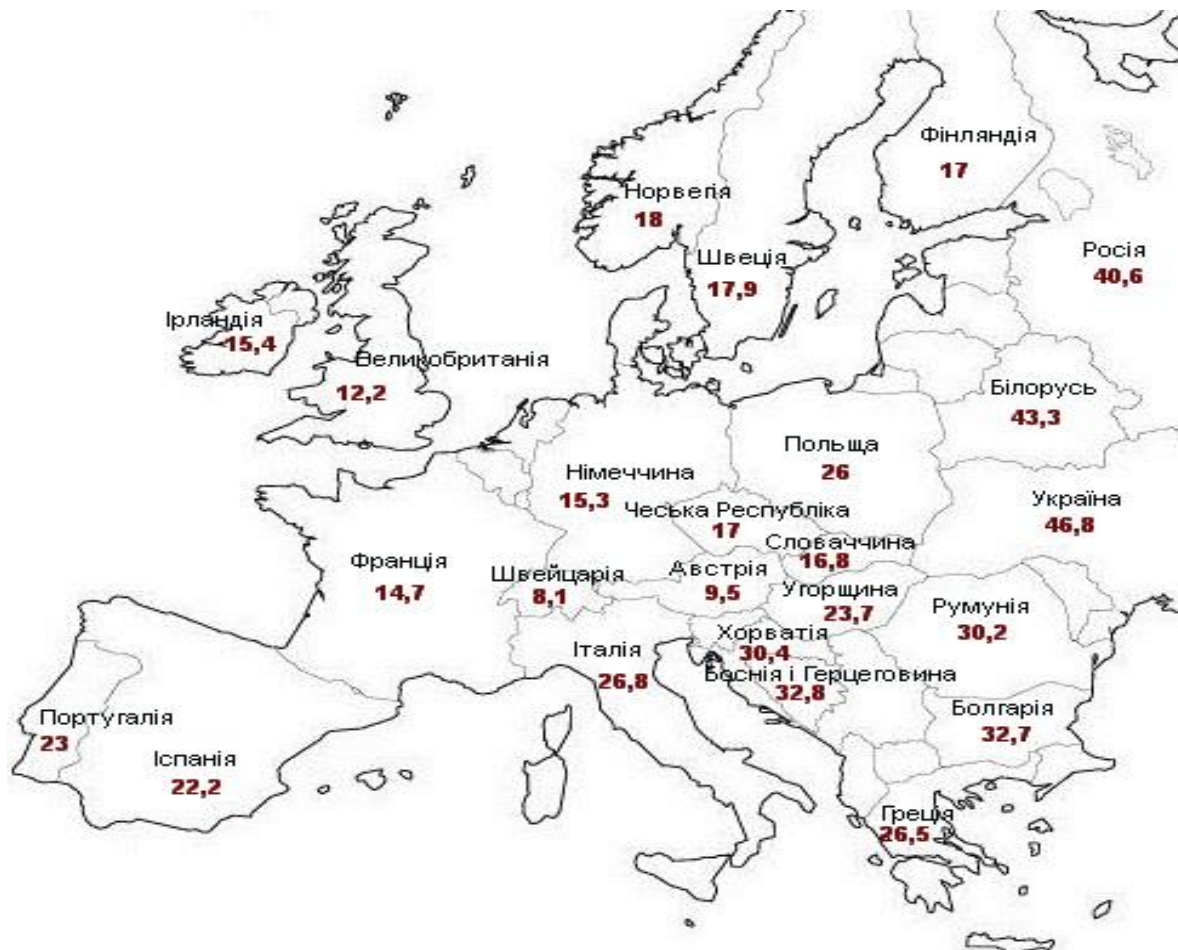 Фінляндія
17
Норвегія
18
Швеція
17,9
Росія
40,6
Ірландія
15,4
Великобританія
12,2
Білорусь
43,3
Польща
26
Німеччина
15,3
Чеська Республіка
17
Україна
46,8
Словаччина
16,8
Франція
14,7
Швейцарія
8,1
Австрія
9,5
Угорщина
23,7
Румунія
30,2
Хорватія
30,4
Італія
26,8
Боснія і Герцеговина
32,8
Болгарія
32,7
Португалія
23
Іспанія
22,2
Греція
26,5